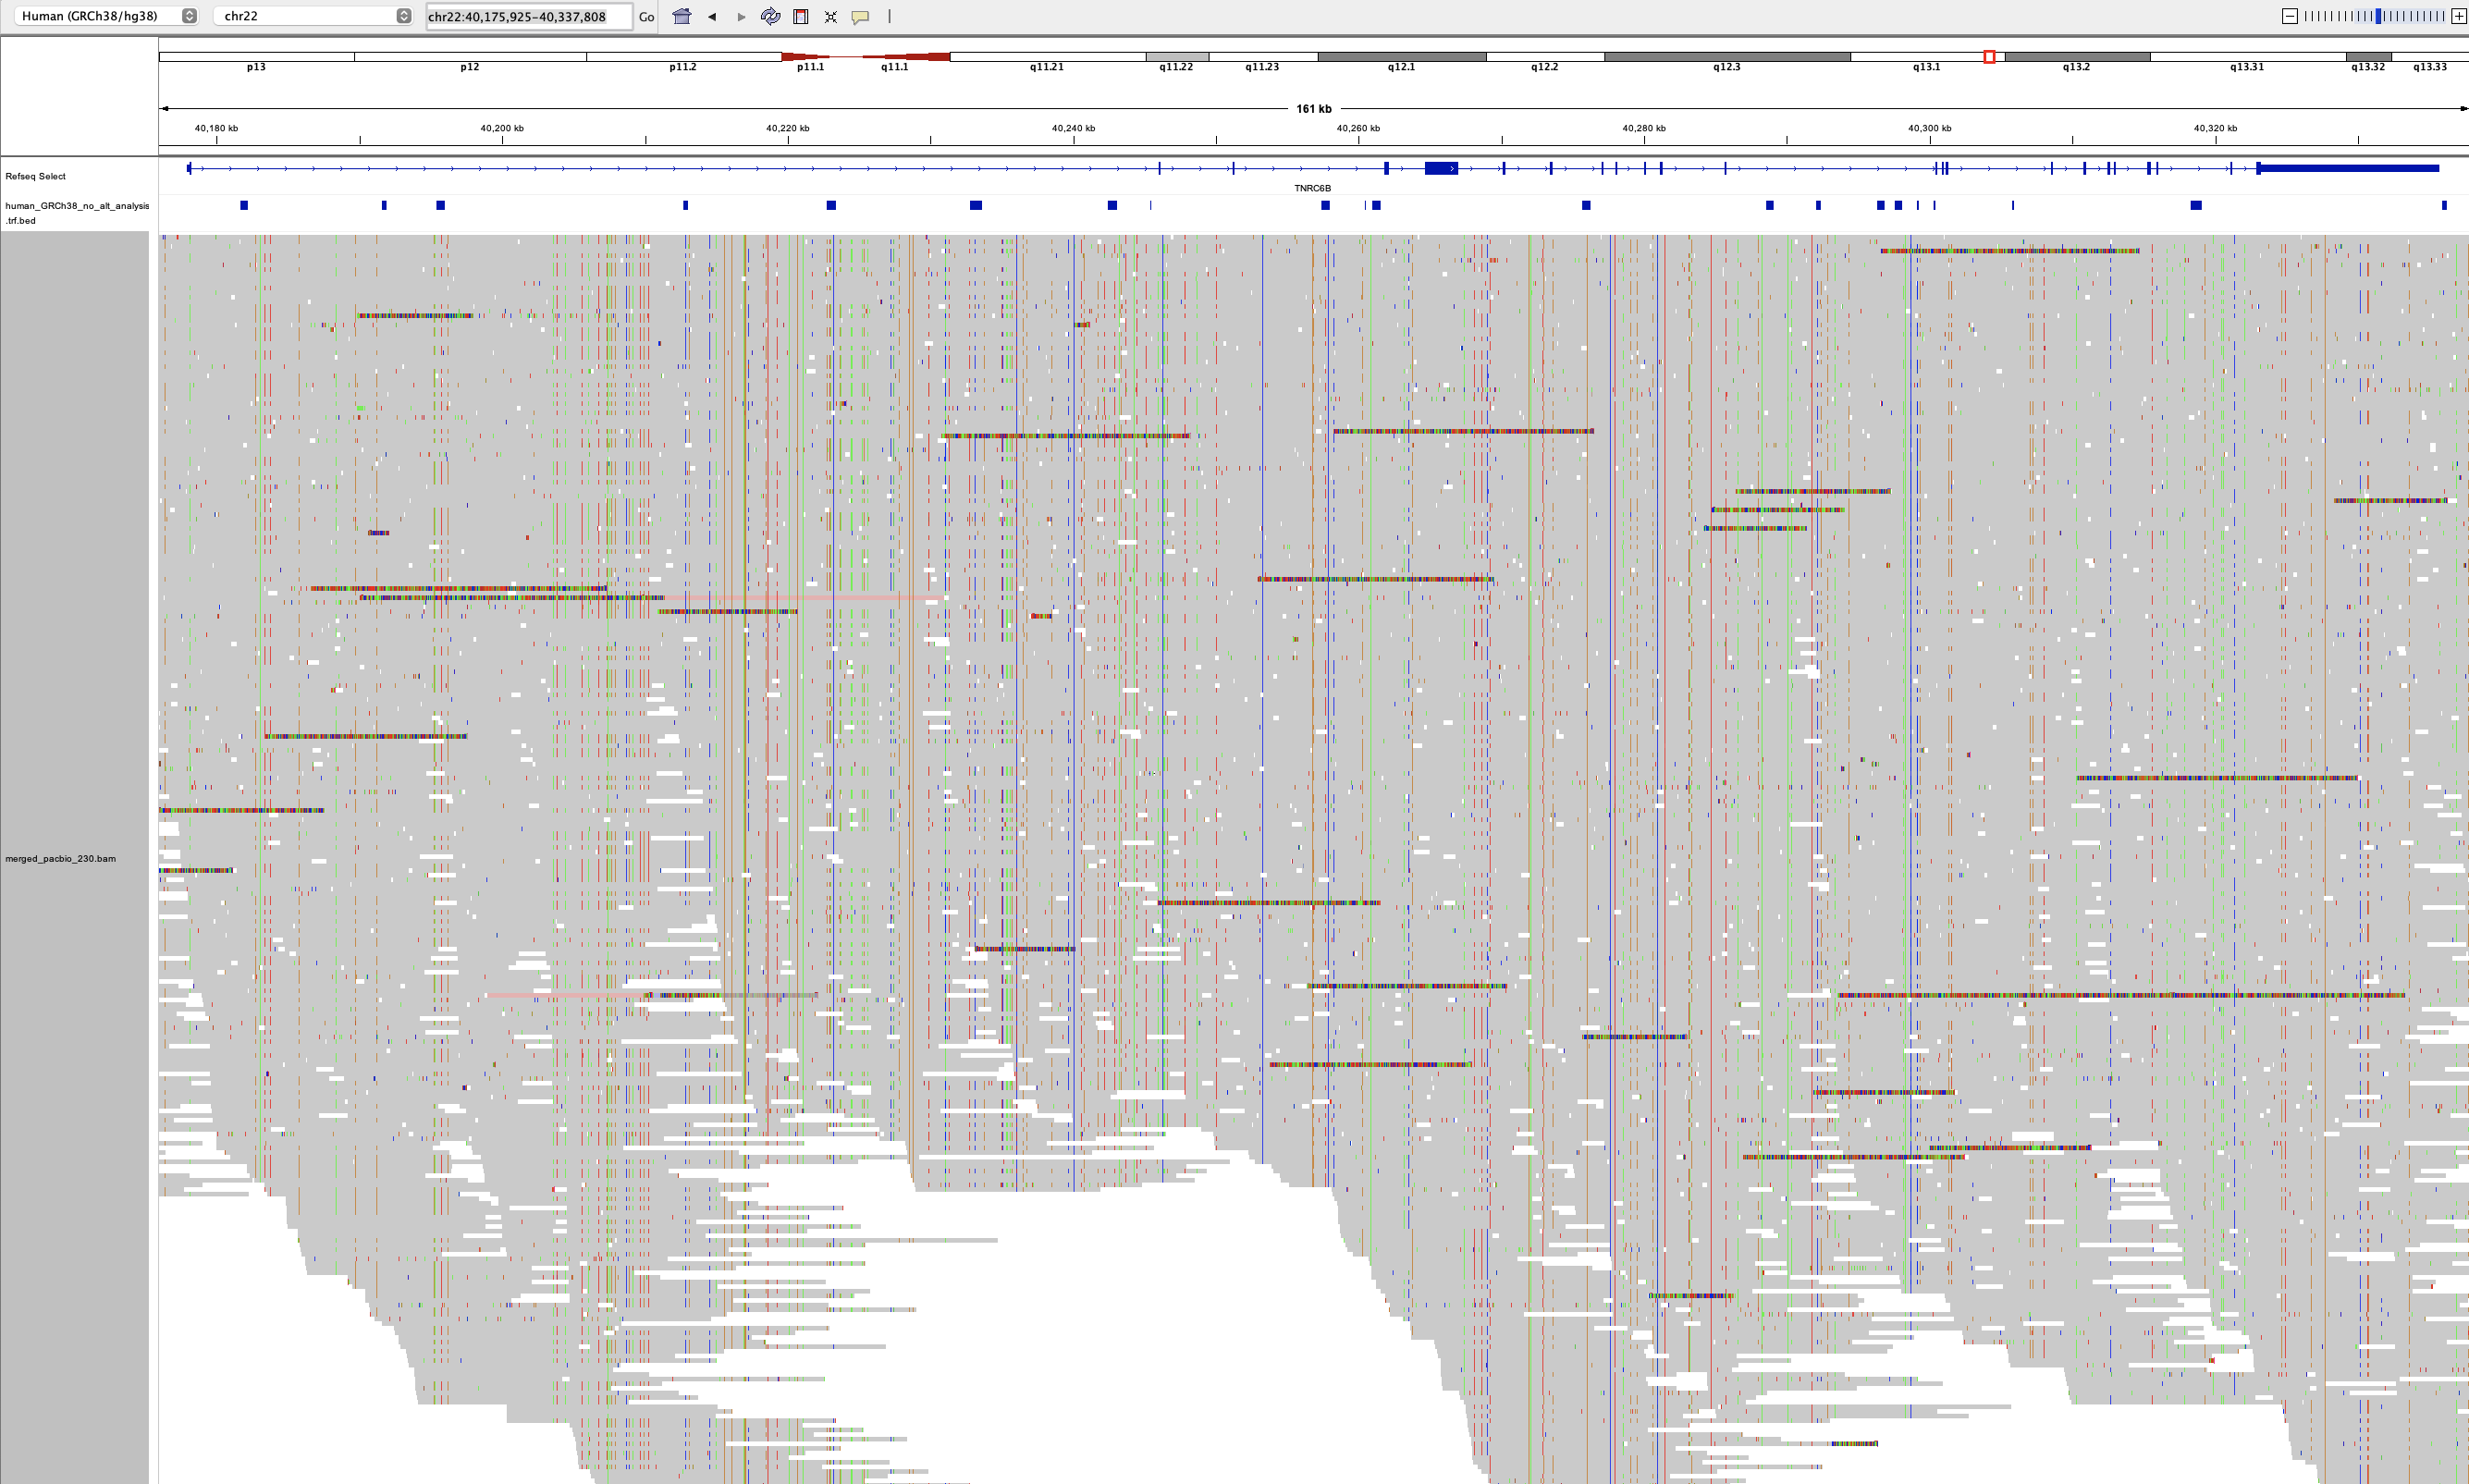 Human (GRCh38/hg38) chr22 chr22:40,175,925-40,337,808 Go
p13 p12 p11.2 p11.1 q11.1 q11.21 q11.22 q11.23 q12.1 q12.2 q12.3 q13.1 q13.2 q13.31 q13.32 q13.33
161 kb
40,180 kb 40,200 kb 40,220 kb 40,240 kb 40,260 kb 40,280 kb 40,300 kb 40,320 kb
Refseq Select
TNRC6B
human_GRCh38_no_alt_analysis
.trf.bed
merged_pacbio_230.bam